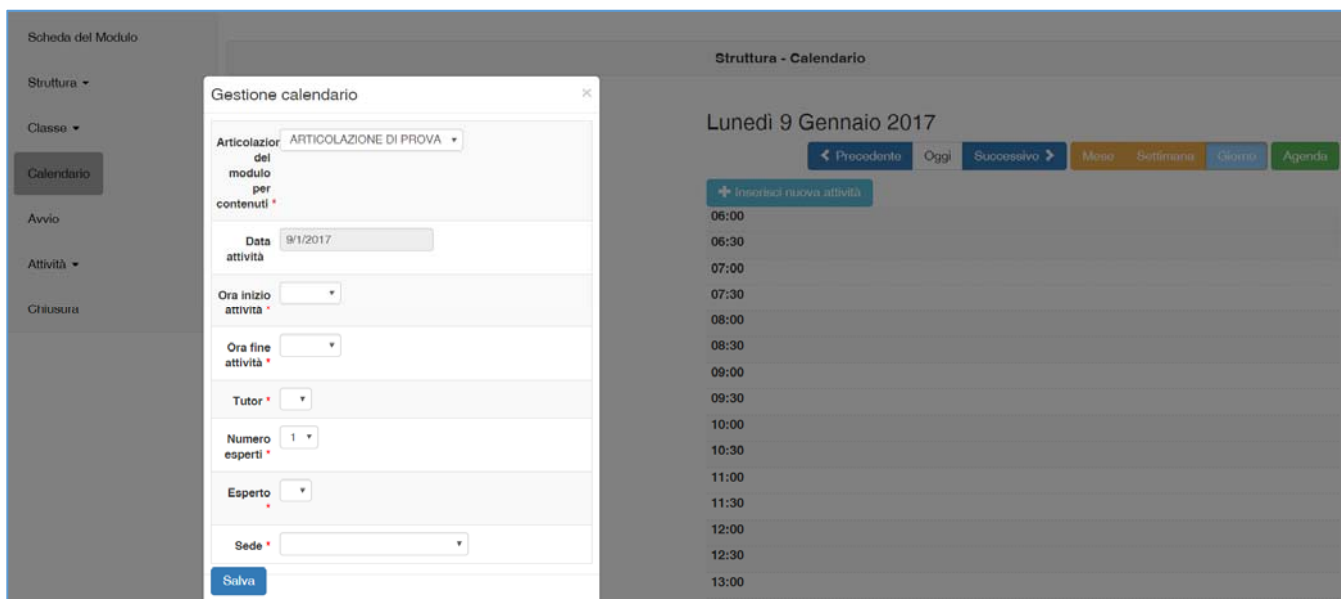 Scheda del Modulo
Struttura
Classe
Calendario
Avvio
Attività
Chiusura
Struttura - Calendario
Gestione calendario ×
Articolazior
del
modulo
per
contenuti *
ARTICOLAZIONE DI PROVA
Data
attività
9/1/2017
Ora inizio
attività *
Ora fine
attività *
Tutor *
Numero
esperti *
1
Esperto
*
Sede *
Salva
Lunedì 9 Gennaio 2017
Precedente Oggi Successivo Mese Settimana Giorno Agenda
Inserisci nuova attività
06:00
06:30
07:00
07:30
08:00
08:30
09:00
09:30
10:00
10:30
11:00
11:30
12:00
12:30
13:00